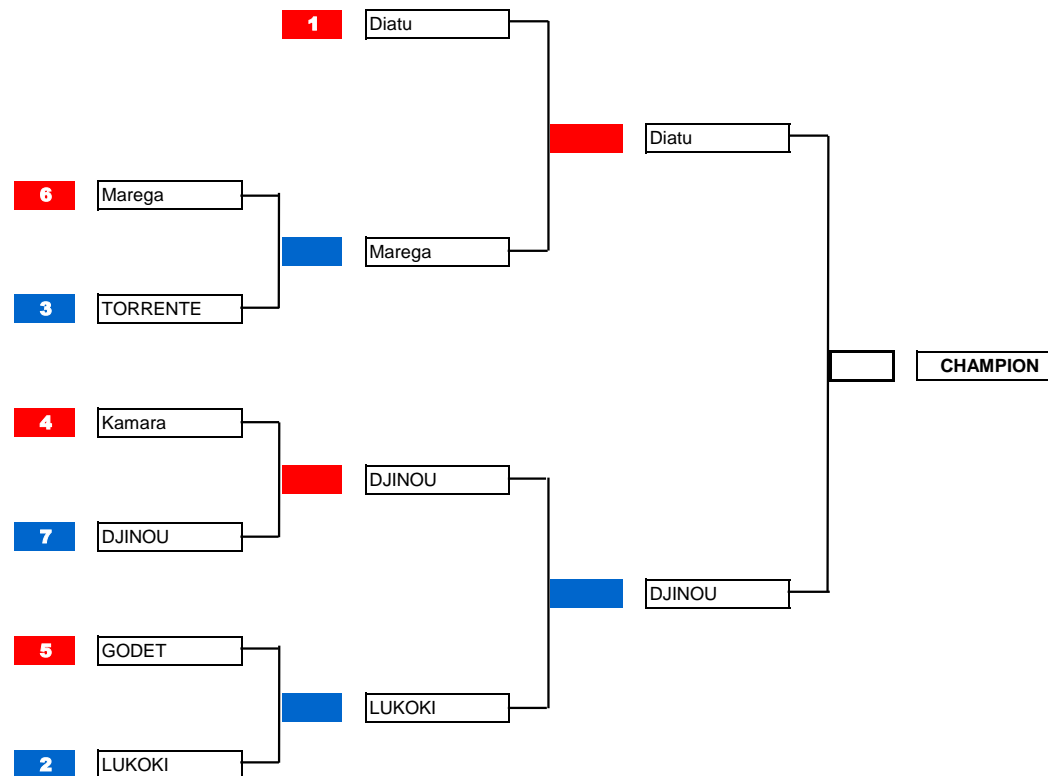 1 Diatu
Diatu
6 Marega
Marega
3 TORRENTE
CHAMPION
4 Kamara
DJINOU
7 DJINOU
DJINOU
5 GODET
LUKOKI
2 LUKOKI